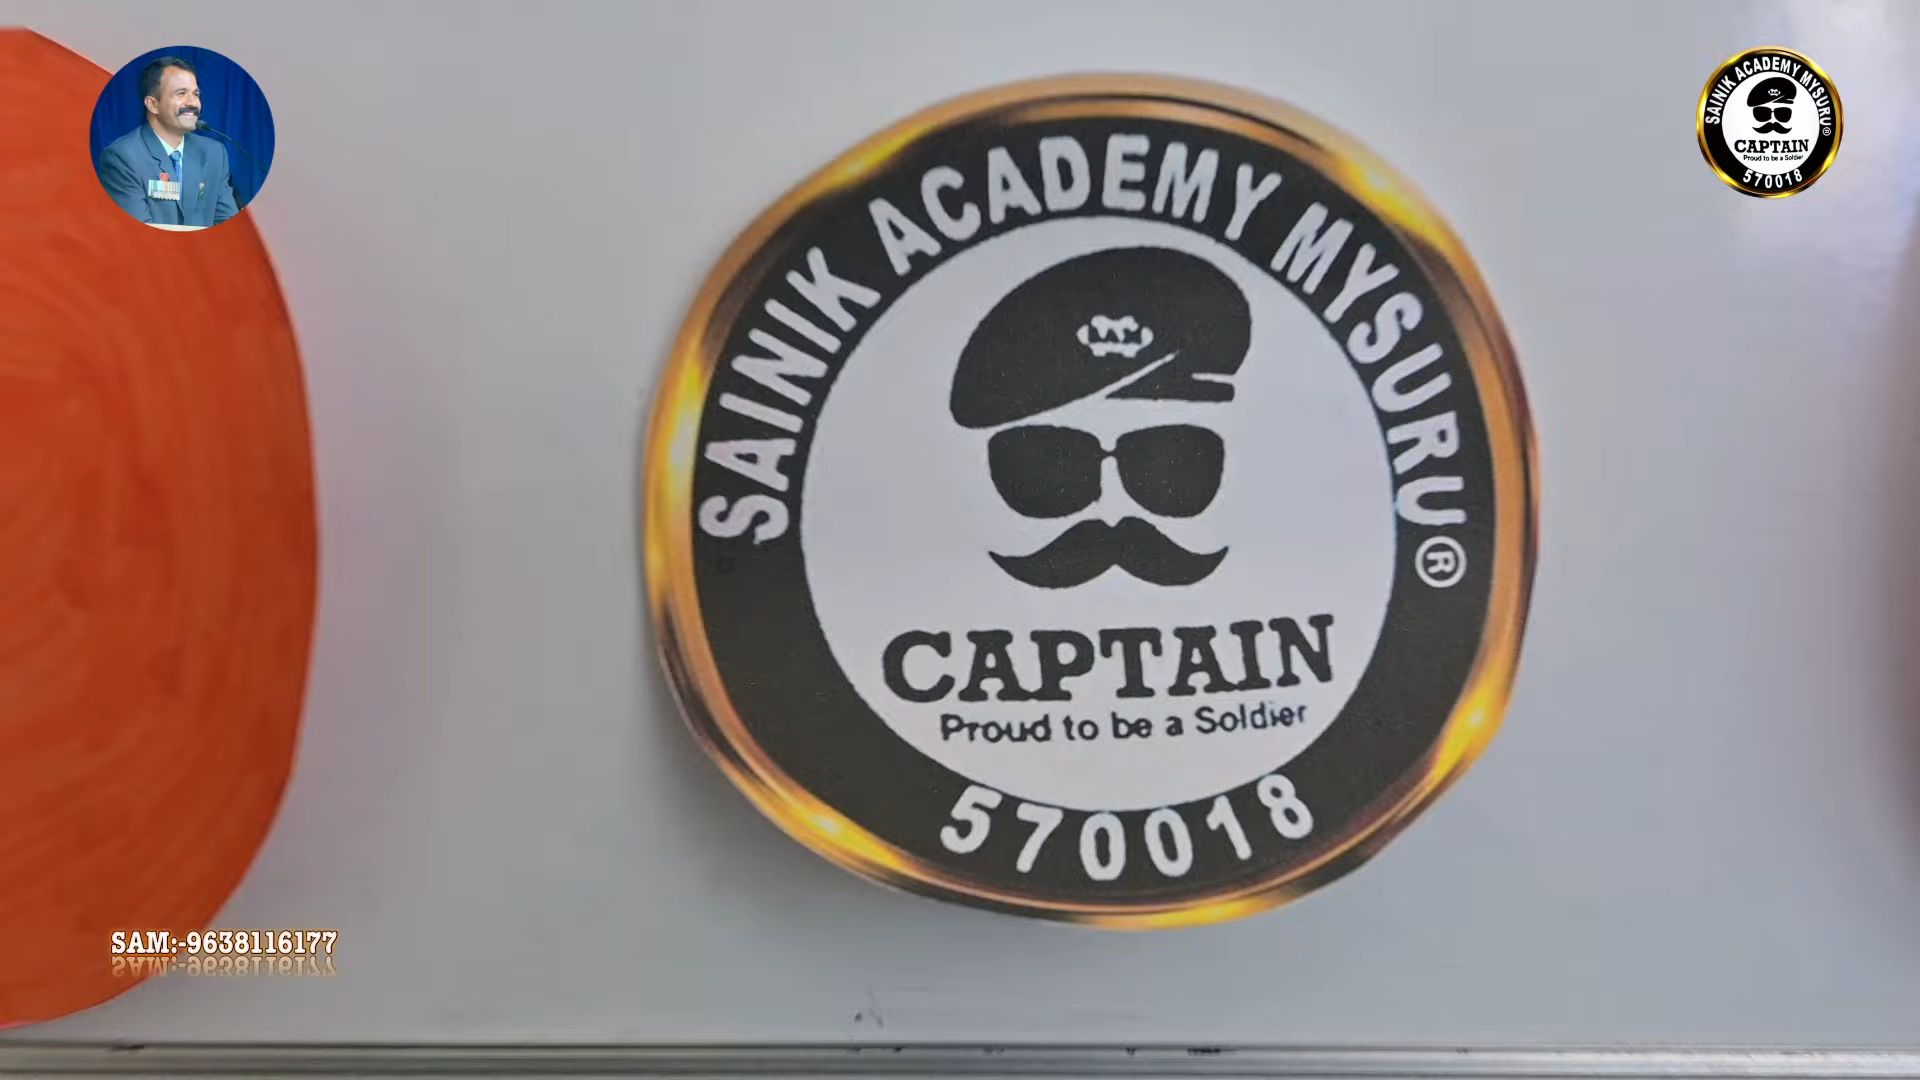 SAINIK ACADEMY MYSURU®
CAPTAIN
Proud to be a Soldier
570018
SAINIK ACADEMY MYSURU®
CAPTAIN
Proud to be a Soldier
570018
SAM:-9638116177